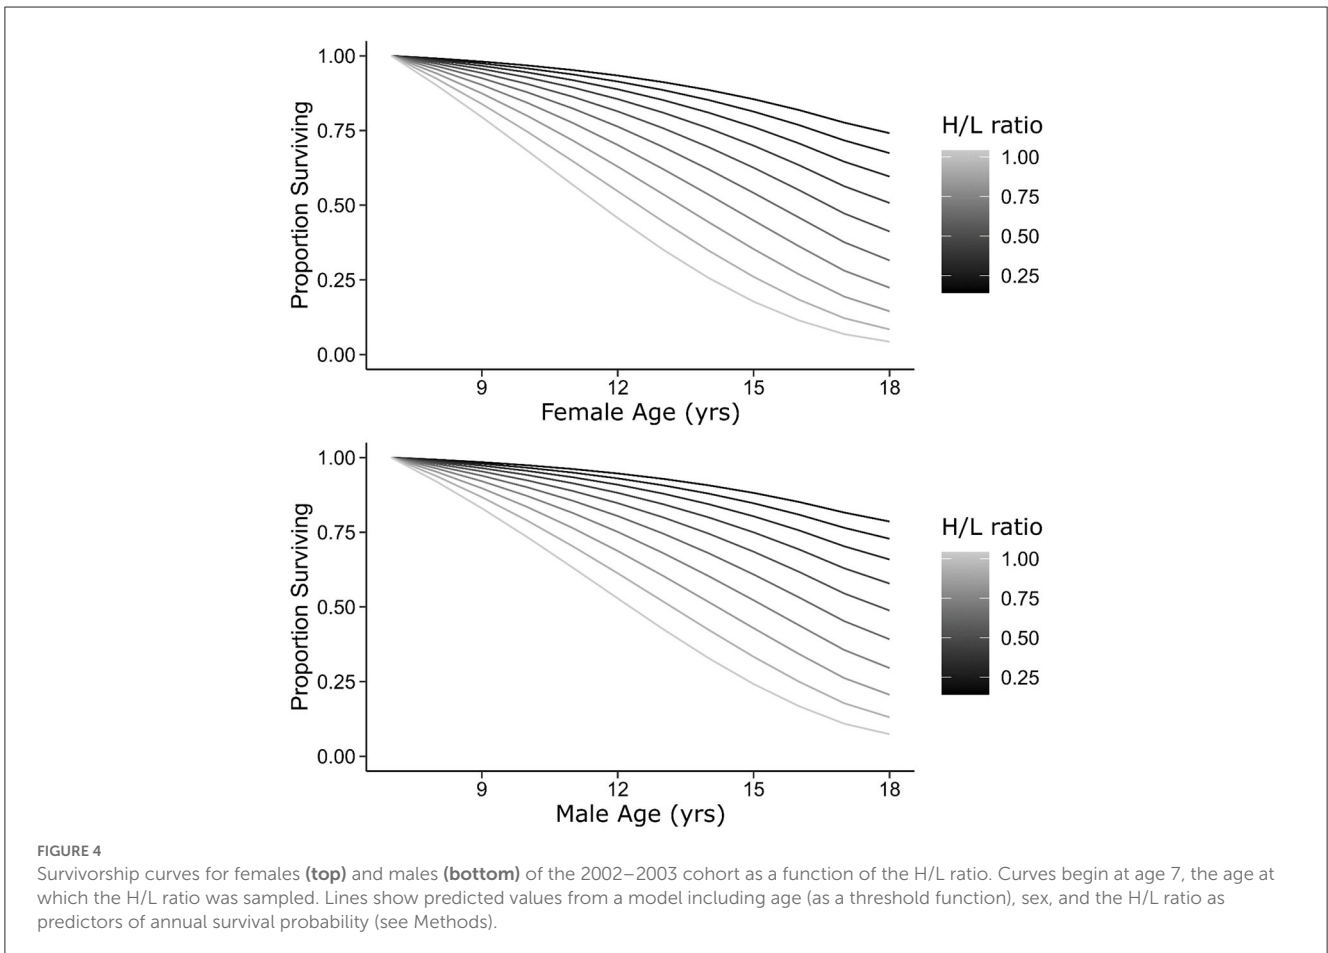 1.00
0.75
0.50
0.25
0.00
Proportion Surviving
9 12 15 18
Female Age (yrs)
H/L ratio
1.00
0.75
0.50
0.25
1.00
0.75
0.50
0.25
0.00
Proportion Surviving
9 12 15 18
Male Age (yrs)
H/L ratio
1.00
0.75
0.50
0.25
FIGURE 4
Survivorship curves for females (top) and males (bottom) of the 2002–2003 cohort as a function of the H/L ratio. Curves begin at age 7, the age at
which the H/L ratio was sampled. Lines show predicted values from a model including age (as a threshold function), sex, and the H/L ratio as
predictors of annual survival probability (see Methods).